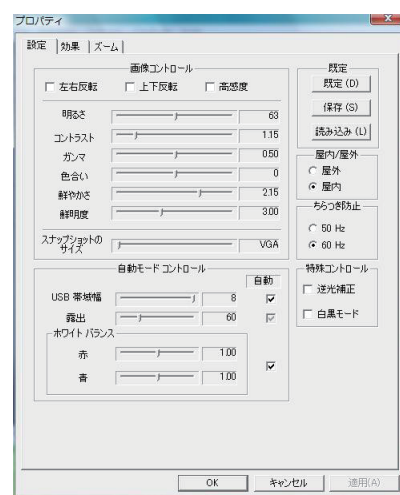 プロパティ
設定 効果 ズーム
画像コントロール
左右反転 上下反転 高感度
明るさ 63
コントラスト 1.15
ガンマ 0.50
色合い 0
鮮やかさ 2.15
鮮明度 3.00
スナップショットの
サイズ VGA
既定
既定 (D)
保存 (S)
読み込み (L)
屋内/屋外
屋外
屋内
ちらつき防止
50 Hz
60 Hz
自動モード コントロール
自動
USB 帯域幅 8
露出 60
ホワイト バランス
赤 1.00
青 1.00
特殊コントロール
逆光補正
白黒モード
OK キャンセル 適用(A)